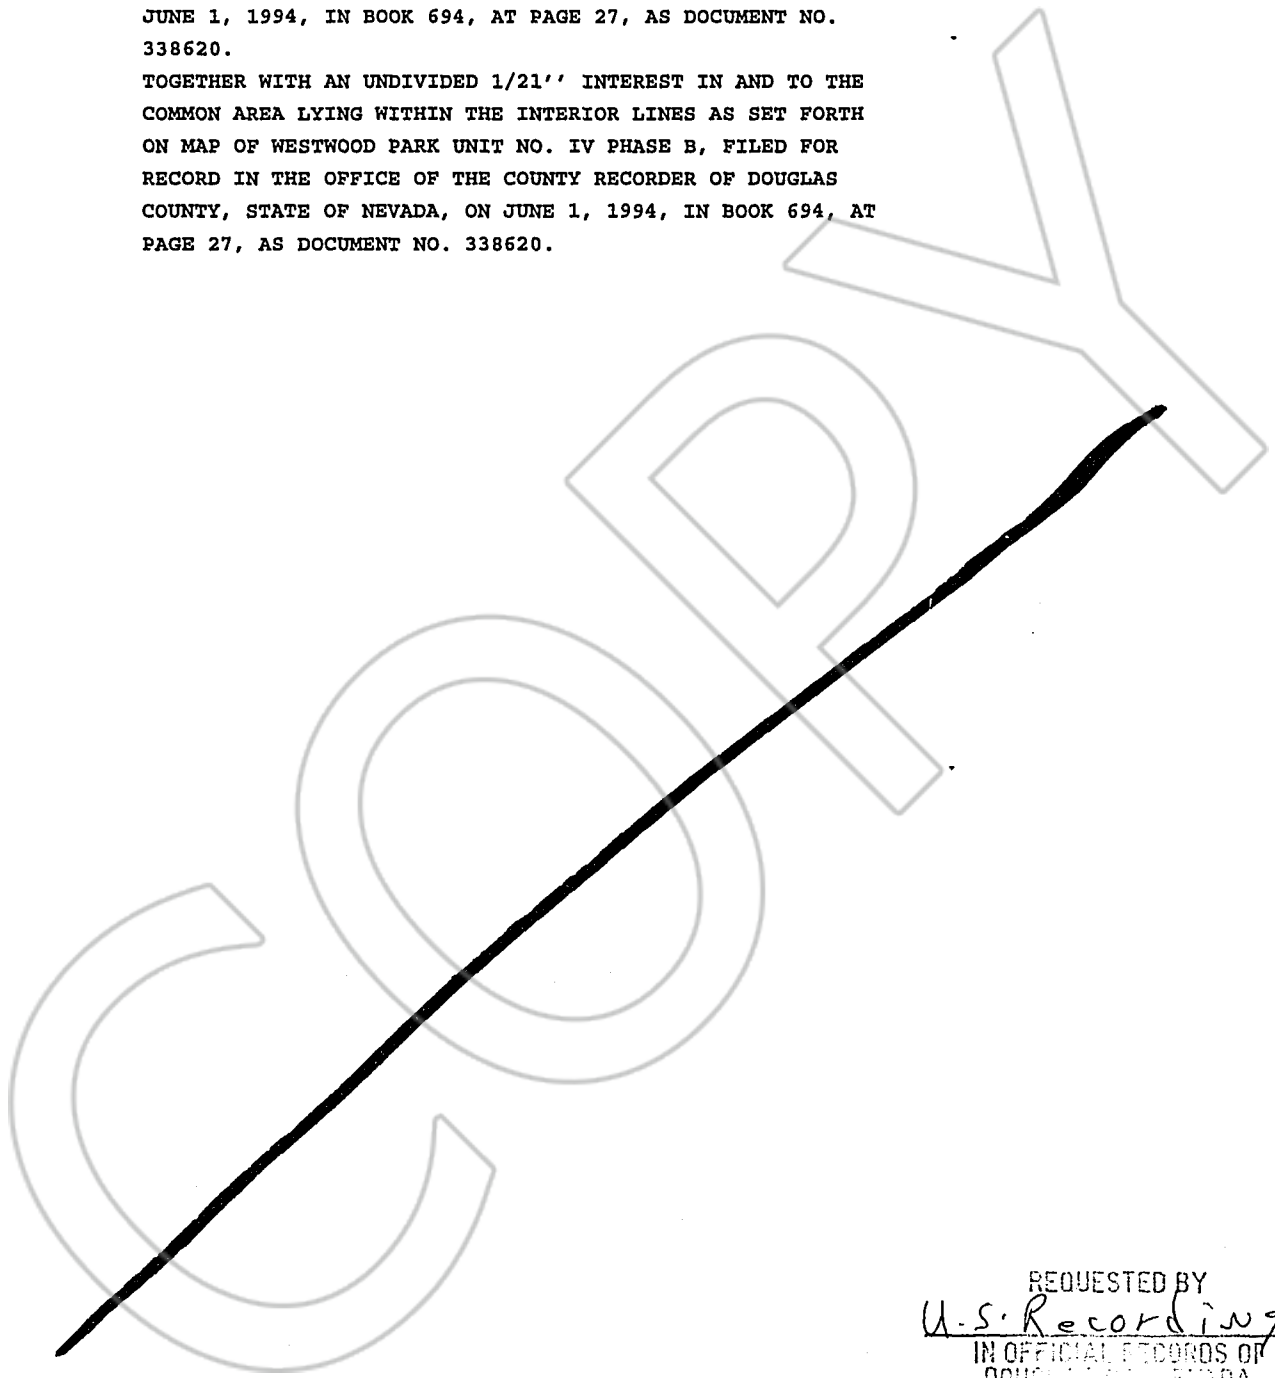 JUNE 1, 1994, IN BOOK 694, AT PAGE 27, AS DOCUMENT NO.
338620.
TOGETHER WITH AN UNDIVIDED 1/21'' INTEREST IN AND TO THE
COMMON AREA LYING WITHIN THE INTERIOR LINES AS SET FORTH
ON MAP OF WESTWOOD PARK UNIT NO. IV PHASE B, FILED FOR
RECORD IN THE OFFICE OF THE COUNTY RECORDER OF DOUGLAS
COUNTY, STATE OF NEVADA, ON JUNE 1, 1994, IN BOOK 694, AT
PAGE 27, AS DOCUMENT NO. 338620.
COPY
REQUESTED BY
U.S. Recording
IN OFFICIAL RECORDS OF